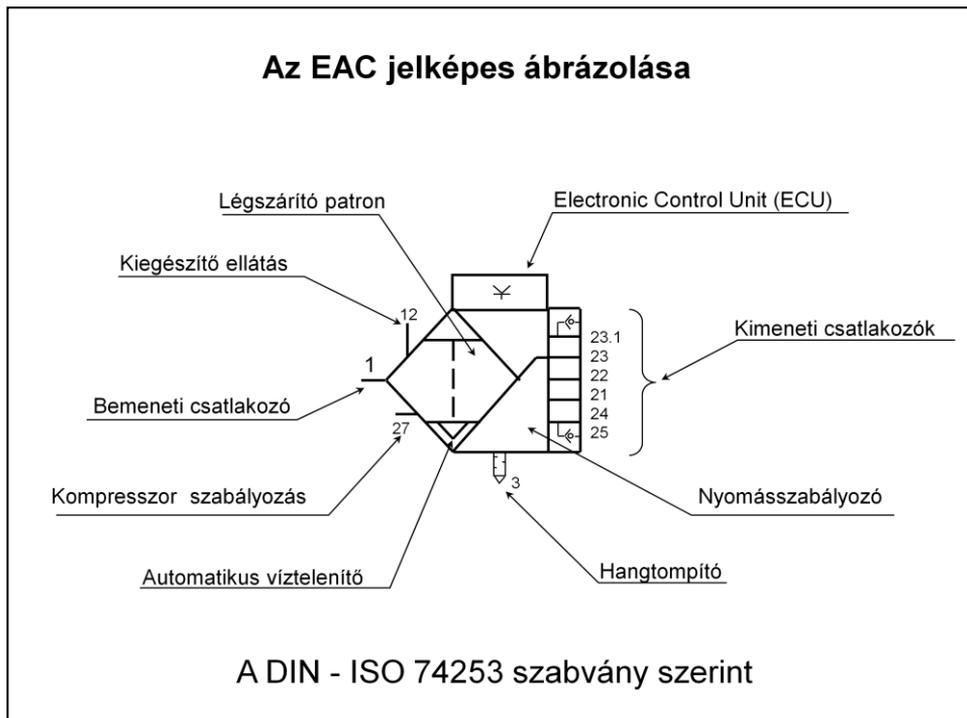 Az EAC jelképes ábrázolása
Légszárító patron
Electronic Control Unit (ECU)
Kiegészítő ellátás
12
23.1
Kimeneti csatlakozók
23
1
22
21
Bemeneti csatlakozó
24
27
25
3
Kompresszor szabályozás
Nyomásszabályozó
Automatikus víztelenítő
Hangtompító
A DIN - ISO 74253 szabvány szerint